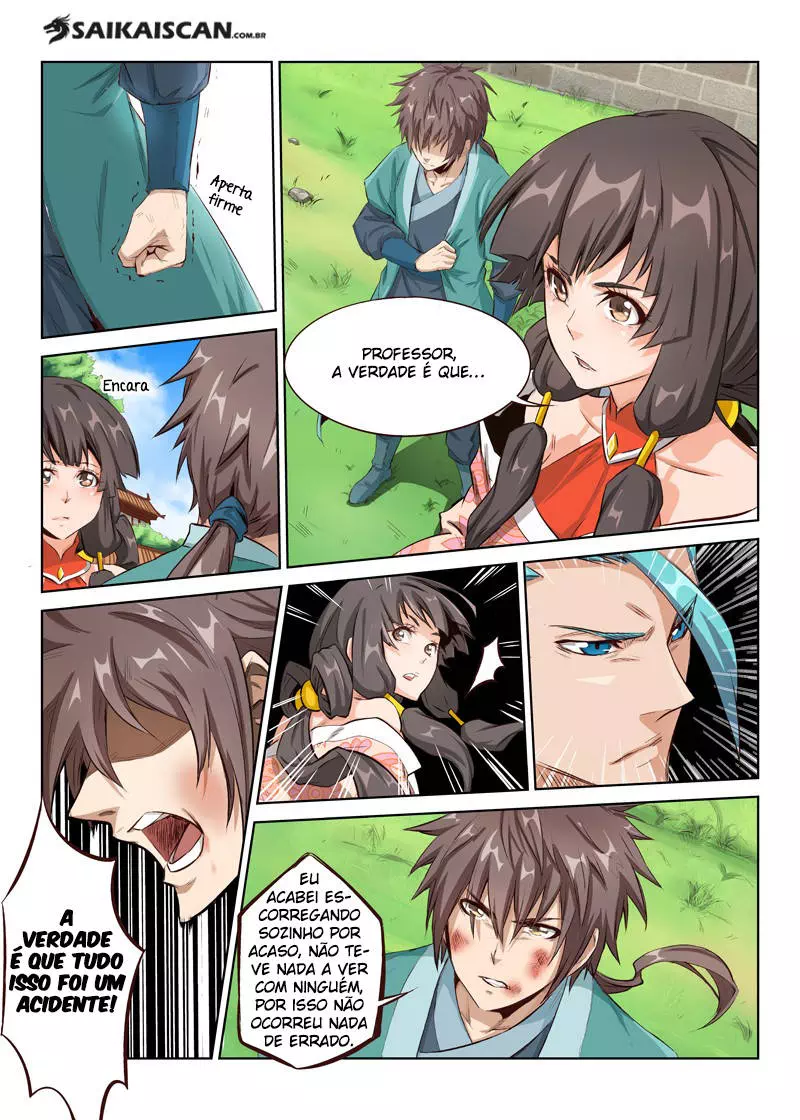 SAIKAISCAN.COM.BR
Aperta
firme
PROFESSOR,
A VERDADE É QUE...
Encara
A
VERDADE
É QUE TUDO
ISSO FOI UM
ACIDENTE!
EU
ACABEI ES-
CORREGANDO
SOZINHO POR
ACASO, NÃO TE-
VE NADA A VER
COM NINGUÉM,
POR ISSO NÃO
OCORREU NADA
DE ERRADO.